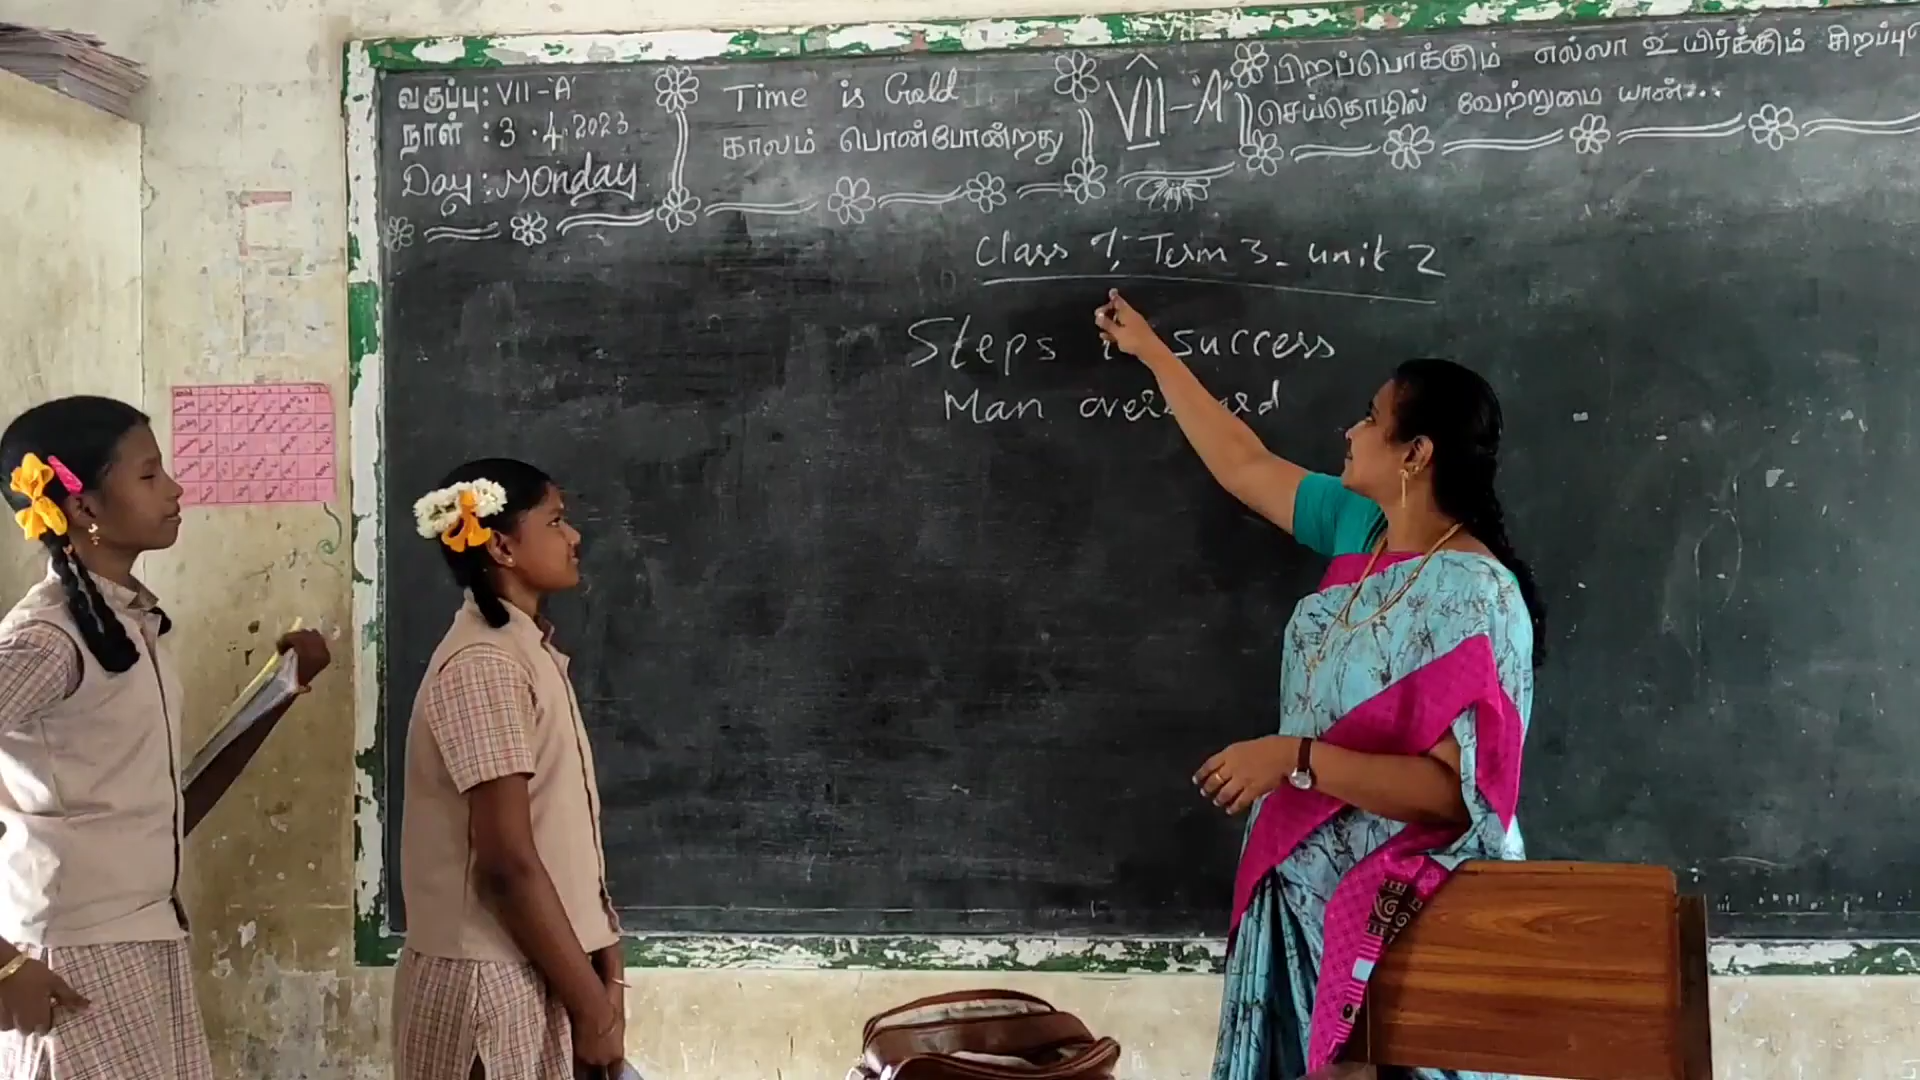 வகுப்பு: VII-'A'
நாள் : 3.4.2023
Day : Monday
Time is Gold
காலம் பொன்போன்றது
VII-"A"
பிறப்பொக்கும் எல்லா உயிர்க்கும் சிறப்பு
செய்தொழில் வேற்றுமை யான்...
Class 7, Term 3- unit 2
Steps success
Man